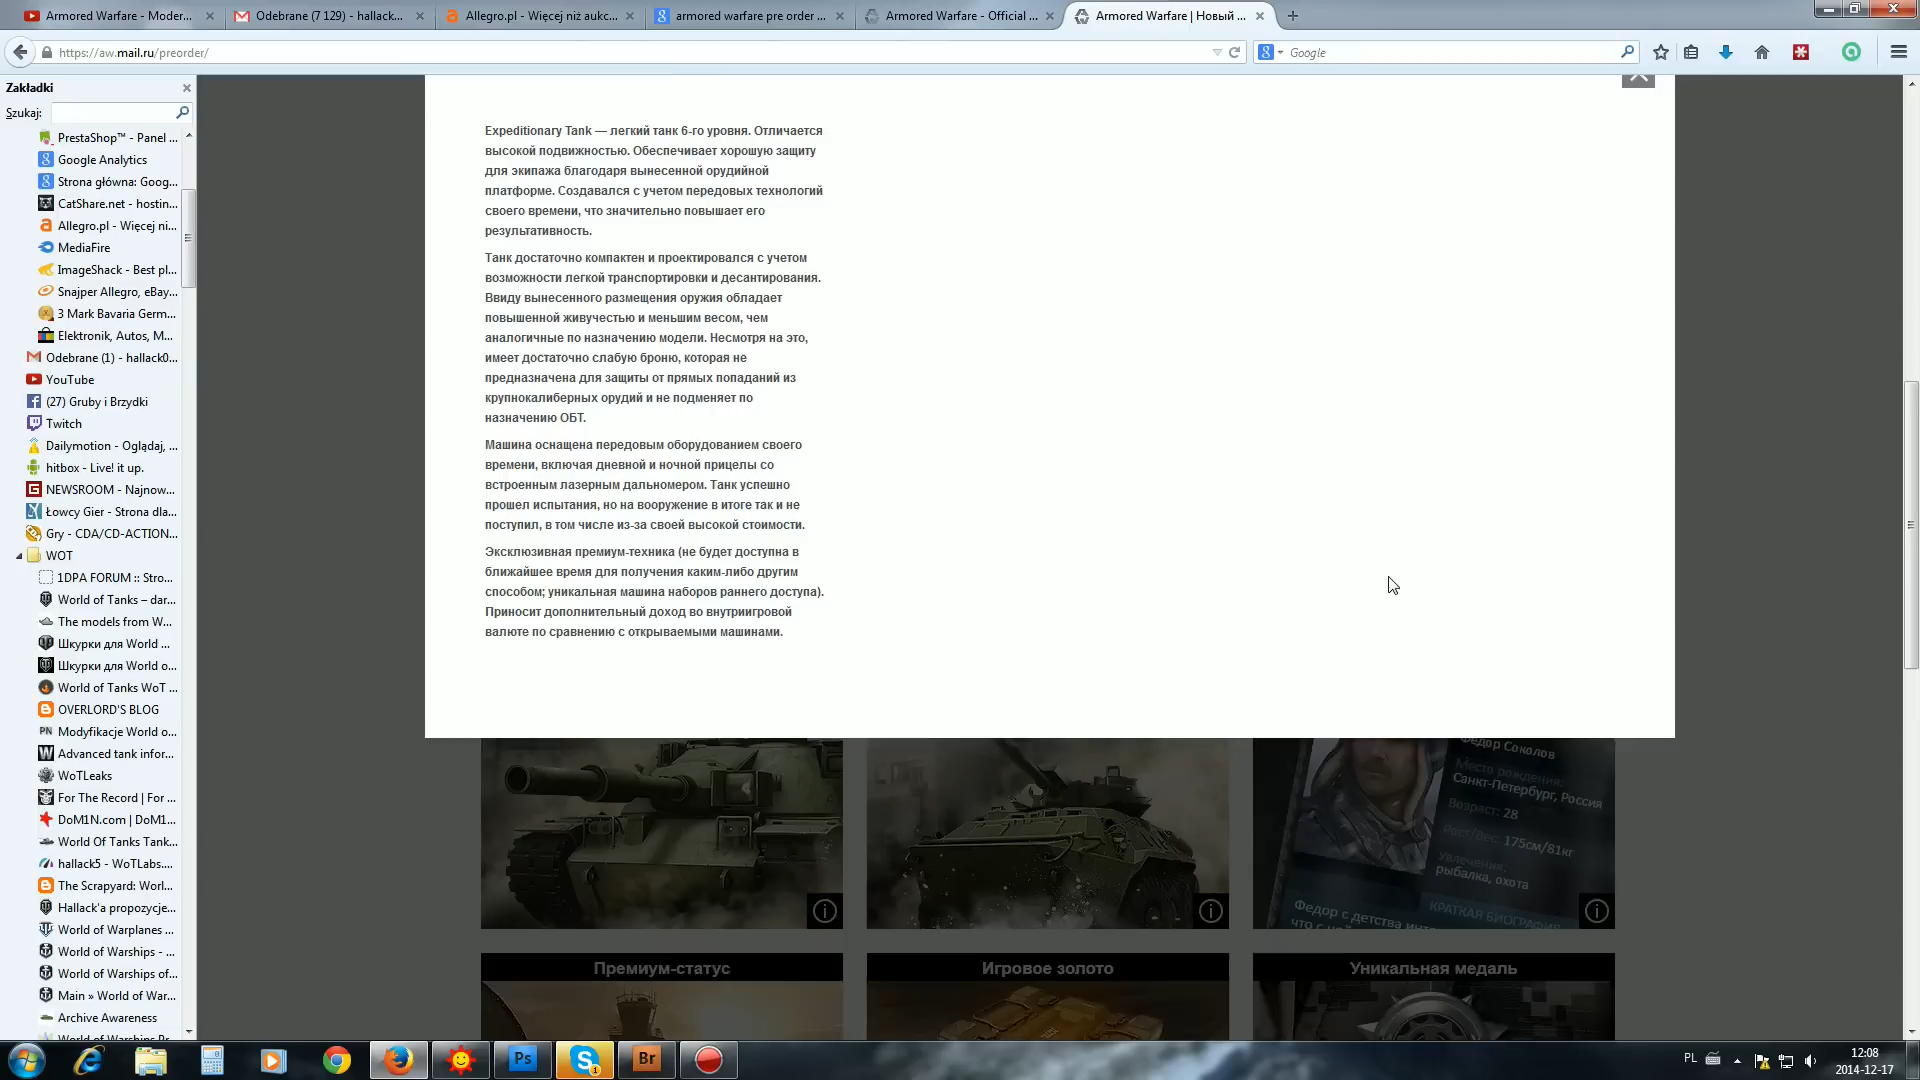 Armored Warfare - Moder...
Odebrane (7 129) - hallack...
Allegro.pl - Więcej niż aukc...
armored warfare pre order ...
Armored Warfare - Official ...
Armored Warfare | Новый ...
https://aw.mail.ru/preorder/
Google
Zakładki
Szukaj:
PrestaShop™ - Panel ...
Google Analytics
Strona główna: Goog...
CatShare.net - hostin...
Allegro.pl - Więcej ni...
MediaFire
ImageShack - Best pl...
Snajper Allegro, eBay...
3 Mark Bavaria Germ...
Elektronik, Autos, M...
Odebrane (1) - hallack0...
YouTube
(27) Gruby i Brzydki
Twitch
Dailymotion - Oglądaj, ...
hitbox - Live! it up.
NEWSROOM - Najnow...
Łowcy Gier - Strona dla...
Gry - CDA/CD-ACTION...
WOT
1DPA FORUM :: Stro...
World of Tanks – dar...
The models from W...
Шкурки для World ...
Шкурки для World o...
World of Tanks WoT ...
OVERLORD'S BLOG
Modyfikacje World o...
Advanced tank infor...
WoTLeaks
For The Record | For ...
DoM1N.com | DoM1...
World Of Tanks Tank...
hallack5 - WoTLabs....
The Scrapyard: Worl...
Hallack'a propozycje...
World of Warplanes ...
World of Warships - ...
World of Warships of...
Main » World of War...
Archive Awareness
Expeditionary Tank — легкий танк 6-го уровня. Отличается
высокой подвижностью. Обеспечивает хорошую защиту
для экипажа благодаря вынесенной орудийной
платформе. Создавался с учетом передовых технологий
своего времени, что значительно повышает его
результативность.
Танк достаточно компактен и проектировался с учетом
возможности легкой транспортировки и десантирования.
Ввиду вынесенного размещения оружия обладает
повышенной живучестью и меньшим весом, чем
аналогичные по назначению модели. Несмотря на это,
имеет достаточно слабую броню, которая не
предназначена для защиты от прямых попаданий из
крупнокалиберных орудий и не подменяет по
назначению ОБТ.
Машина оснащена передовым оборудованием своего
времени, включая дневной и ночной прицелы со
встроенным лазерным дальномером. Танк успешно
прошел испытания, но на вооружение в итоге так и не
поступил, в том числе из-за своей высокой стоимости.
Эксклюзивная премиум-техника (не будет доступна в
ближайшее время для получения каким-либо другим
способом; уникальная машина наборов раннего доступа).
Приносит дополнительный доход во внутриигровой
валюте по сравнению с открываемыми машинами.
Федор Соколов
Место рождения:
Санкт-Петербург, Россия
Возраст: 28
Рост/Вес: 175см/81кг
Увлечения:
рыбалка, охота
КРАТКАЯ БИОГРАФИЯ
Федор с детства инте
что с ней
Премиум-статус
Игровое золото
Уникальная медаль
Ps
Br
PL
12:08
2014-12-17